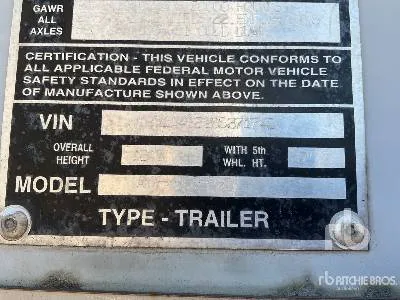 GAWR
ALL
AXLES
CERTIFICATION - THIS VEHICLE CONFORMS TO
ALL APPLICABLE FEDERAL MOTOR VEHICLE
SAFETY STANDARDS IN EFFECT ON THE DATE
OF MANUFACTURE SHOWN ABOVE.
VIN
OVERALL
HEIGHT
WITH 5th
WHL. HT.
MODEL
TYPE - TRAILER
rb RITCHIE BROS.